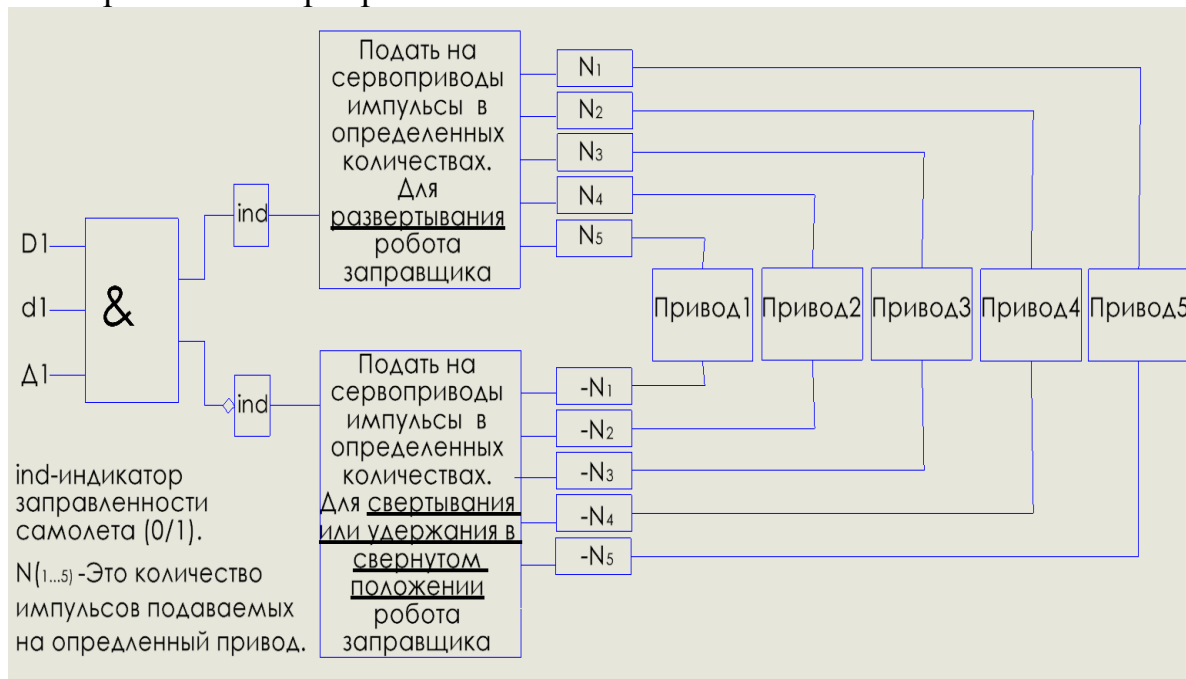 Подать на
сервоприводы
импульсы в
определенных
количествах.
Для
развертывания
робота
заправщика
N1
N2
N3
N4
N5
ind
D1
d1
Д1
&
Привод1
Привод2
Привод3
Привод4
Привод5
ind
Подать на
сервоприводы
импульсы в
определенных
количествах.
Для свертывания
или удержания в
свернутом
положении
робота
заправщика
-N1
-N2
-N3
-N4
-N5
ind-индикатор
заправленности
самолета (0/1).
N(1...5) -Это количество
импульсов подаваемых
на опредленный привод.